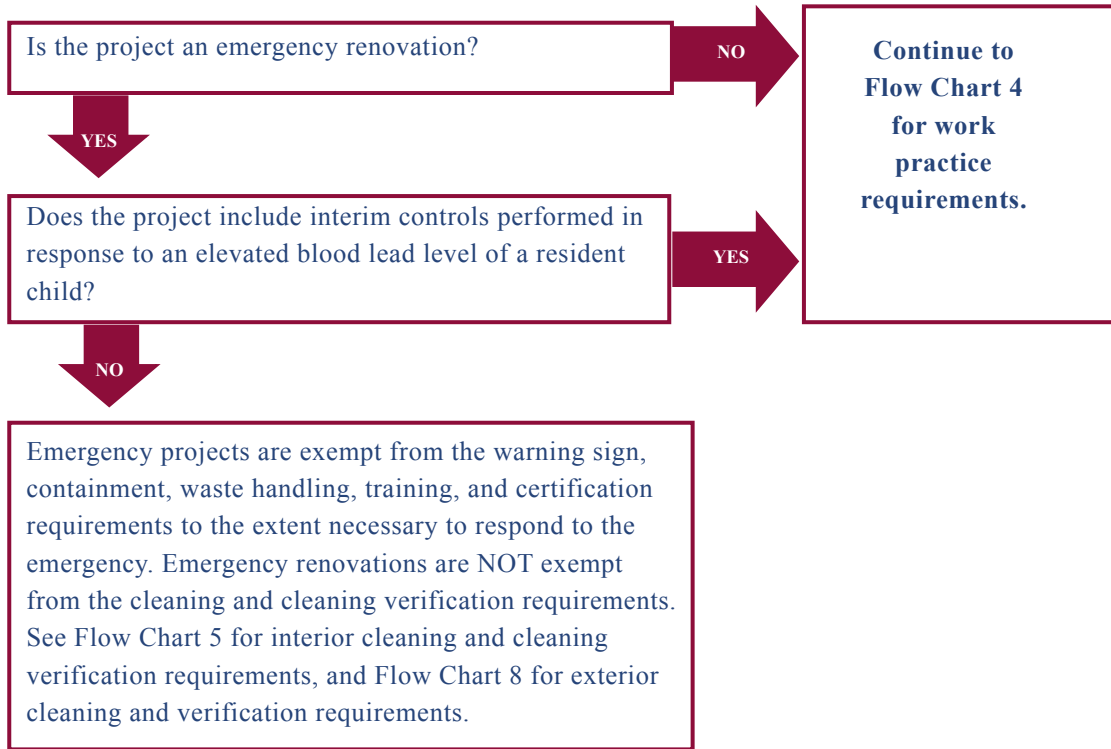 Is the project an emergency renovation?
NO
Continue to
Flow Chart 4
for work
practice
requirements.
YES
Does the project include interim controls performed in
response to an elevated blood lead level of a resident
child?
YES
NO
Emergency projects are exempt from the warning sign,
containment, waste handling, training, and certification
requirements to the extent necessary to respond to the
emergency. Emergency renovations are NOT exempt
from the cleaning and cleaning verification requirements.
See Flow Chart 5 for interior cleaning and cleaning
verification requirements, and Flow Chart 8 for exterior
cleaning and verification requirements.